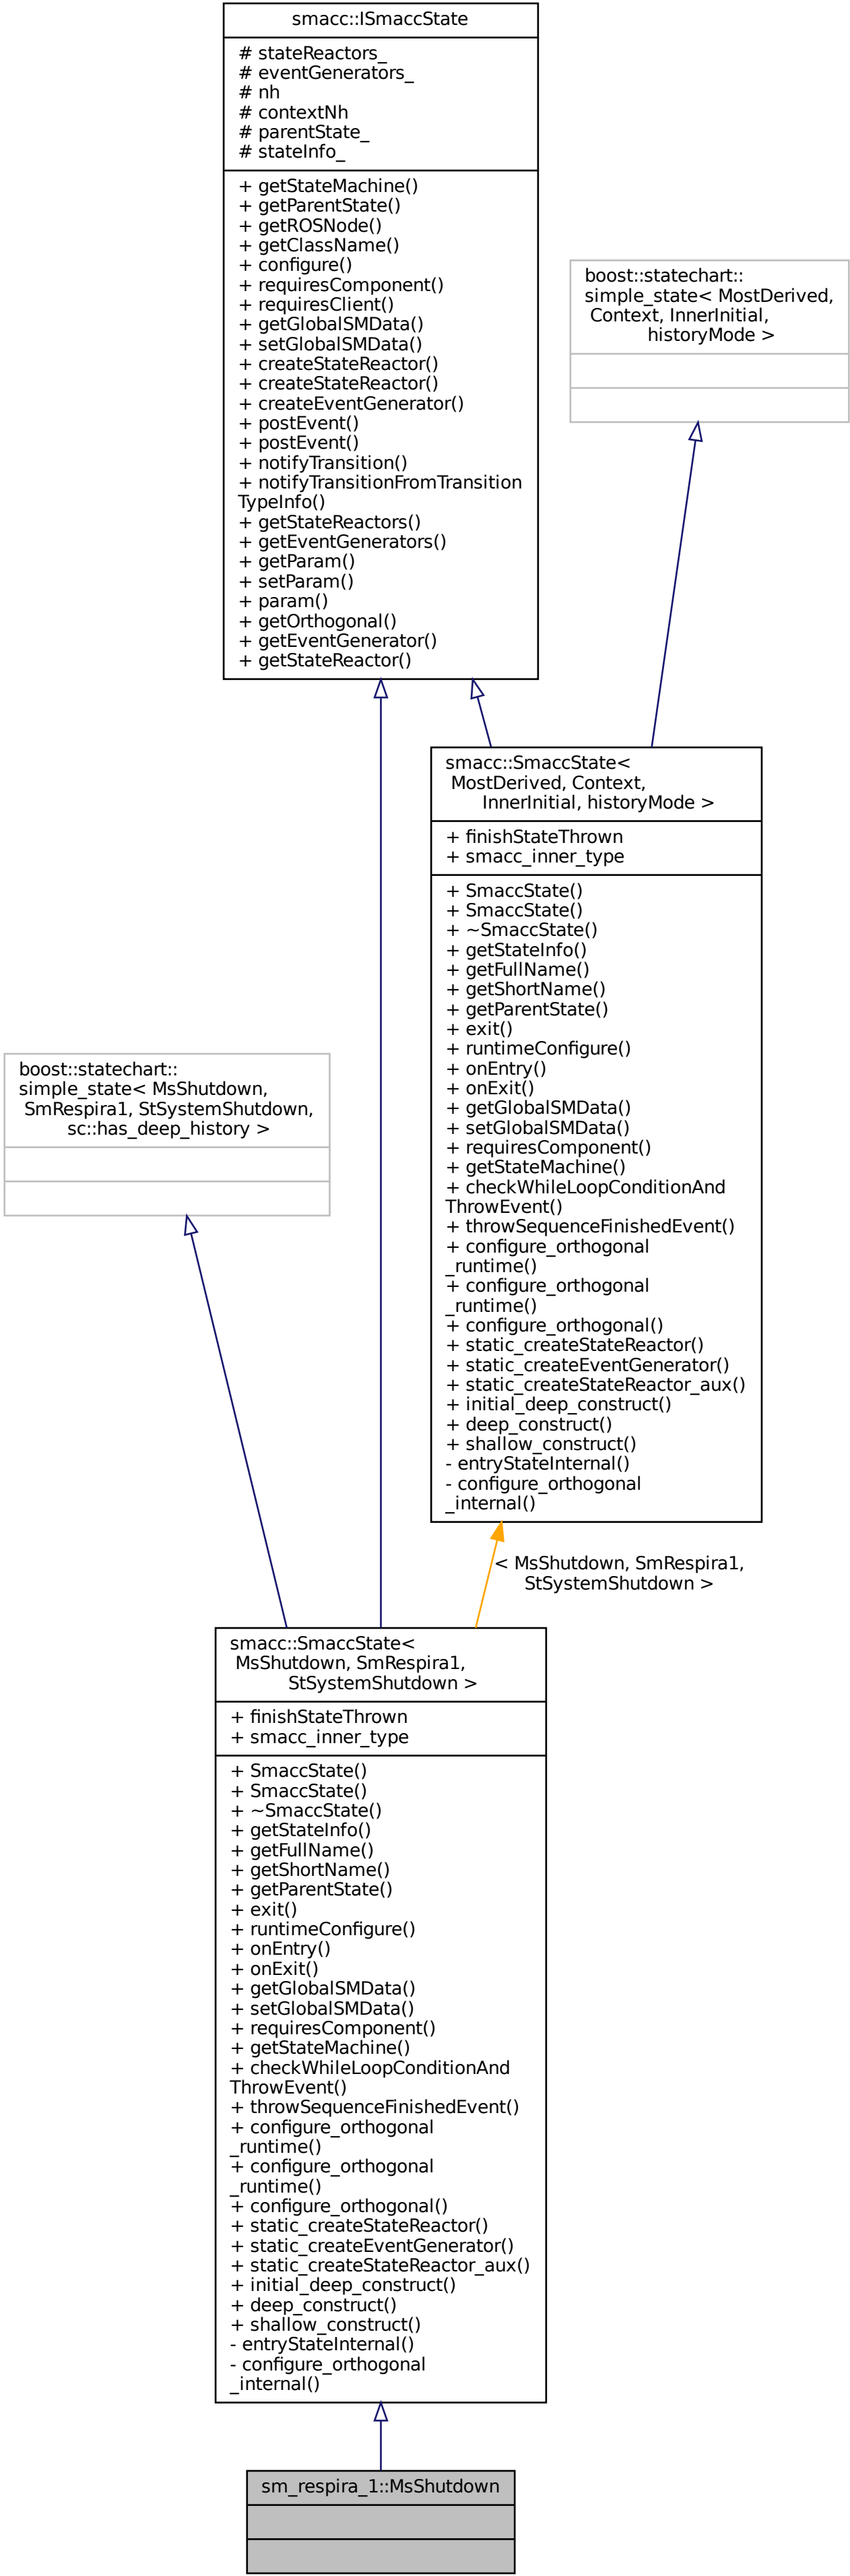 smacc::ISmaccState
# stateReactors_
# eventGenerators_
# nh
# contextNh
# parentState_
# stateInfo_
+ getStateMachine()
+ getParentState()
+ getROSNode()
+ getClassName()
+ configure()
+ requiresComponent()
+ requiresClient()
+ getGlobalSMData()
+ setGlobalSMData()
+ createStateReactor()
+ createStateReactor()
+ createEventGenerator()
+ postEvent()
+ postEvent()
+ notifyTransition()
+ notifyTransitionFromTransition
TypeInfo()
+ getStateReactors()
+ getEventGenerators()
+ getParam()
+ setParam()
+ param()
+ getOrthogonal()
+ getEventGenerator()
+ getStateReactor()
boost::statechart::
simple_state< MostDerived,
Context, InnerInitial,
historyMode >
smacc::SmaccState<
MostDerived, Context,
InnerInitial, historyMode >
+ finishStateThrown
+ smacc_inner_type
+ SmaccState()
+ SmaccState()
+ ~SmaccState()
+ getStateInfo()
+ getFullName()
+ getShortName()
+ getParentState()
+ exit()
+ runtimeConfigure()
+ onEntry()
+ onExit()
+ getGlobalSMData()
+ setGlobalSMData()
+ requiresComponent()
+ getStateMachine()
+ checkWhileLoopConditionAnd
ThrowEvent()
+ throwSequenceFinishedEvent()
+ configure_orthogonal
_runtime()
+ configure_orthogonal
_runtime()
+ configure_orthogonal()
+ static_createStateReactor()
+ static_createEventGenerator()
+ static_createStateReactor_aux()
+ initial_deep_construct()
+ deep_construct()
+ shallow_construct()
- entryStateInternal()
- configure_orthogonal
_internal()
boost::statechart::
simple_state< MsShutdown,
SmRespira1, StSystemShutdown,
sc::has_deep_history >
< MsShutdown, SmRespira1,
StSystemShutdown >
smacc::SmaccState<
MsShutdown, SmRespira1,
StSystemShutdown >
+ finishStateThrown
+ smacc_inner_type
+ SmaccState()
+ SmaccState()
+ ~SmaccState()
+ getStateInfo()
+ getFullName()
+ getShortName()
+ getParentState()
+ exit()
+ runtimeConfigure()
+ onEntry()
+ onExit()
+ getGlobalSMData()
+ setGlobalSMData()
+ requiresComponent()
+ getStateMachine()
+ checkWhileLoopConditionAnd
ThrowEvent()
+ throwSequenceFinishedEvent()
+ configure_orthogonal
_runtime()
+ configure_orthogonal
_runtime()
+ configure_orthogonal()
+ static_createStateReactor()
+ static_createEventGenerator()
+ static_createStateReactor_aux()
+ initial_deep_construct()
+ deep_construct()
+ shallow_construct()
- entryStateInternal()
- configure_orthogonal
_internal()
sm_respira_1::MsShutdown